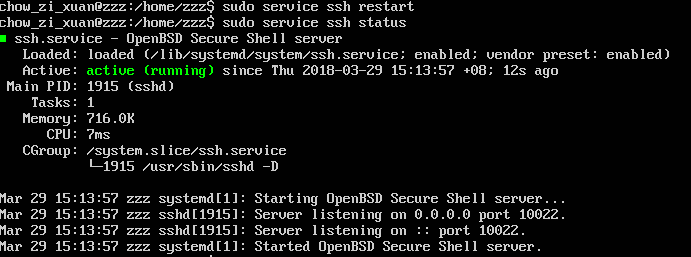 chow_zi_xuan@zzz:/home/zzz$ sudo service ssh restart
chow_zi_xuan@zzz:/home/zzz$ sudo service ssh status
■ ssh.service - OpenBSD Secure Shell server
Loaded: loaded (/lib/systemd/system/ssh.service; enabled; vendor preset: enabled)
Active: active (running) since Thu 2018-03-29 15:13:57 +08; 12s ago
Main PID: 1915 (sshd)
Tasks: 1
Memory: 716.0K
CPU: 7ms
CGroup: /system.slice/ssh.service
└─1915 /usr/sbin/sshd -D

Mar 29 15:13:57 zzz systemd[1]: Starting OpenBSD Secure Shell server...
Mar 29 15:13:57 zzz sshd[1915]: Server listening on 0.0.0.0 port 10022.
Mar 29 15:13:57 zzz sshd[1915]: Server listening on :: port 10022.
Mar 29 15:13:57 zzz systemd[1]: Started OpenBSD Secure Shell server.